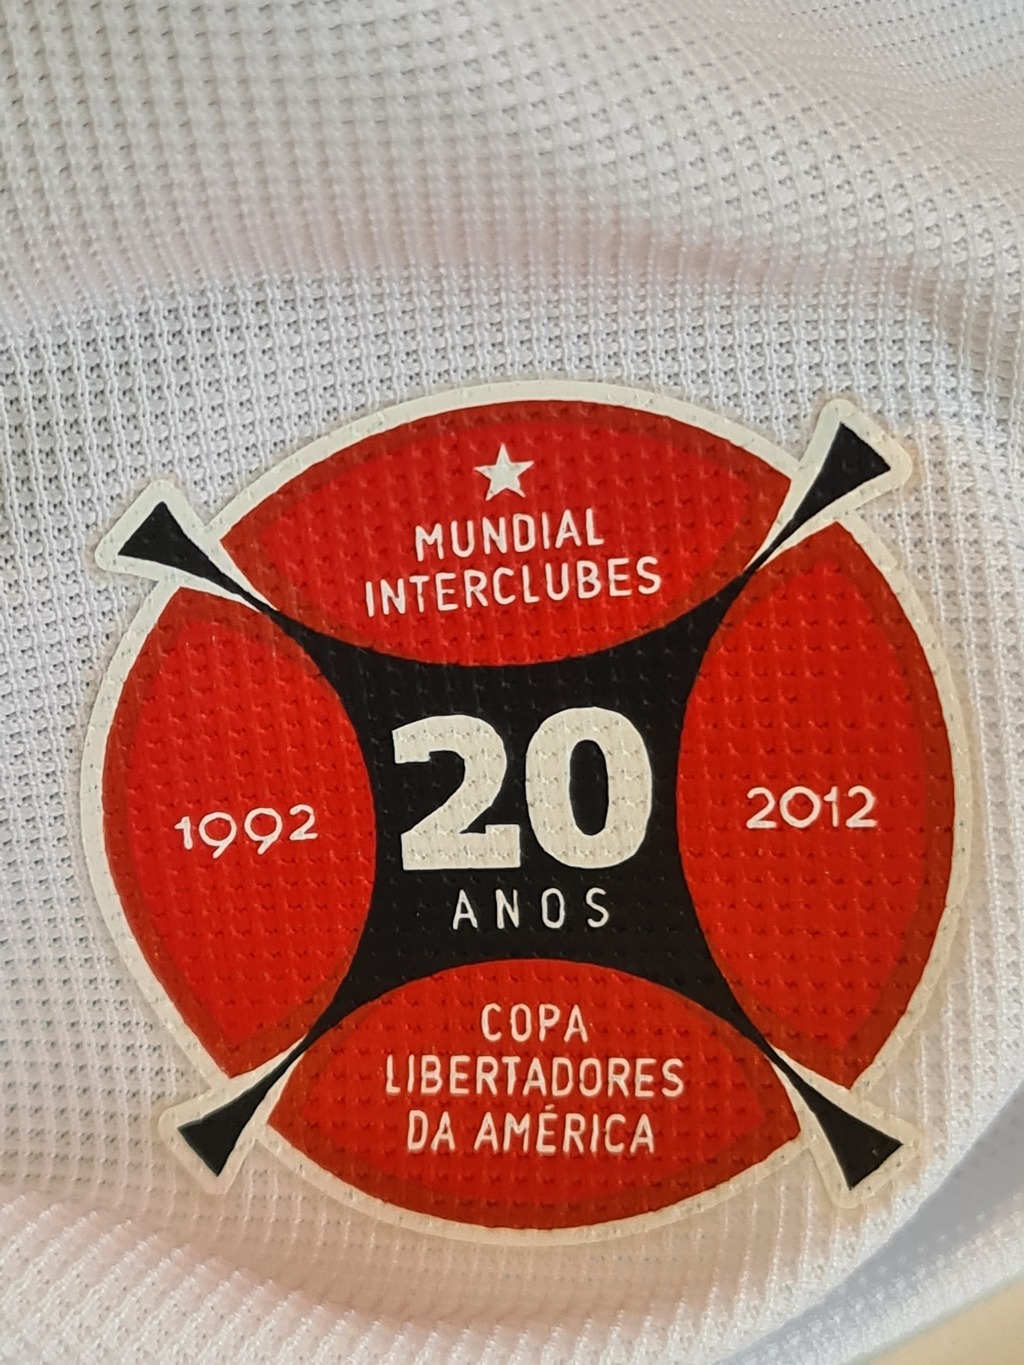 MUNDIAL
INTERCLUBES
1992
20
ANOS
2012
COPA
LIBERTADORES
DA AMÉRICA